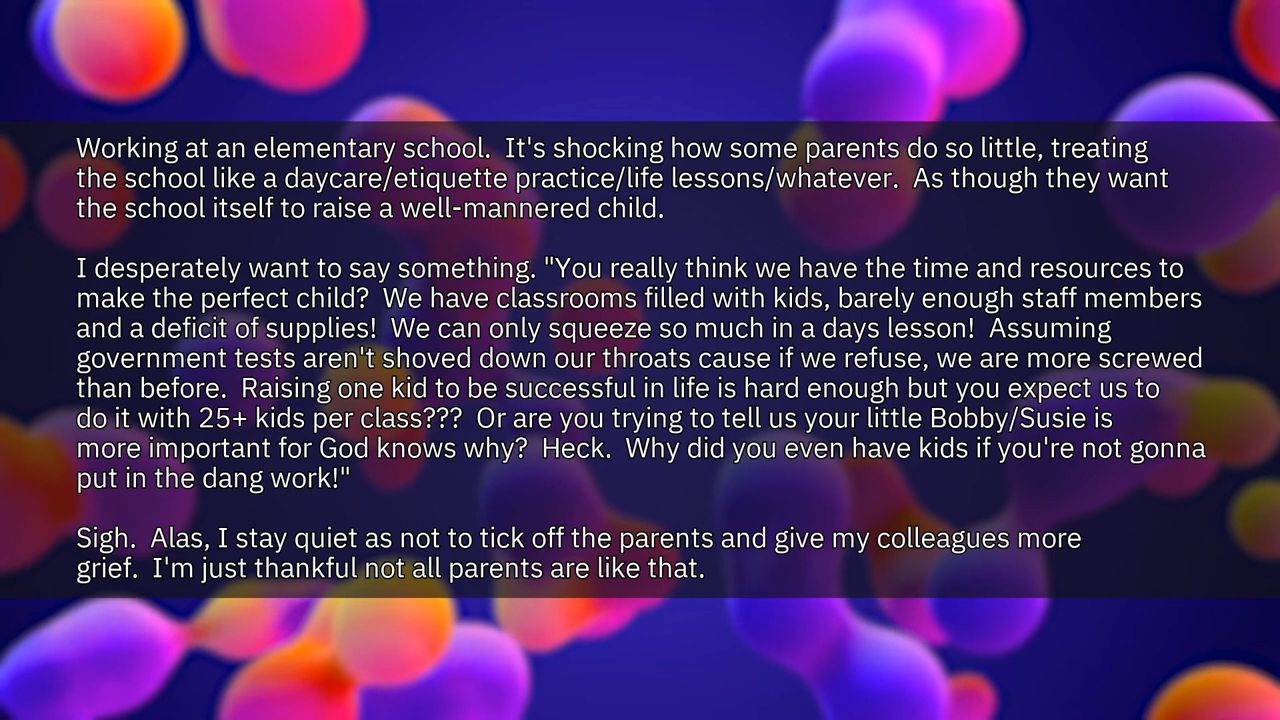 Working at an elementary school.  It's shocking how some parents do so little, treating
the school like a daycare/etiquette practice/life lessons/whatever.  As though they want
the school itself to raise a well-mannered child.

I desperately want to say something. "You really think we have the time and resources to
make the perfect child?  We have classrooms filled with kids, barely enough staff members
and a deficit of supplies!  We can only squeeze so much in a days lesson!  Assuming
government tests aren't shoved down our throats cause if we refuse, we are more screwed
than before.  Raising one kid to be successful in life is hard enough but you expect us to
do it with 25+ kids per class???  Or are you trying to tell us your little Bobby/Susie is
more important for God knows why?  Heck.  Why did you even have kids if you're not gonna
put in the dang work!"

Sigh.  Alas, I stay quiet as not to tick off the parents and give my colleagues more
grief.  I'm just thankful not all parents are like that.